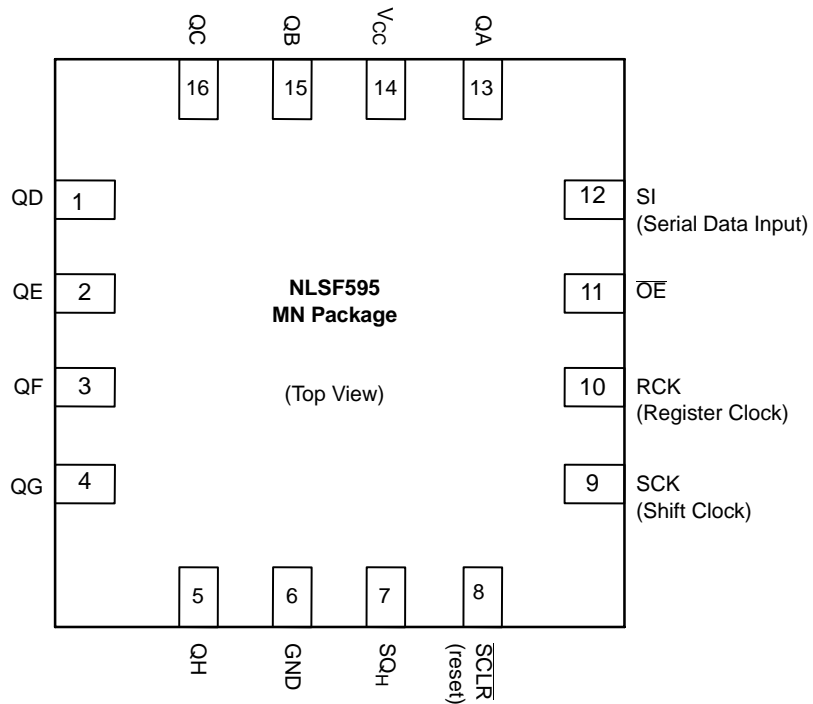 QC QB VCC QA
16 15 14 13
QD 1
12 SI
(Serial Data Input)
QE 2
NLSF595
MN Package
11 OE
QF 3
(Top View)
10 RCK
(Register Clock)
QG 4
9 SCK
(Shift Clock)
5 6 7 8
QH GND SQH SCLR
(reset)